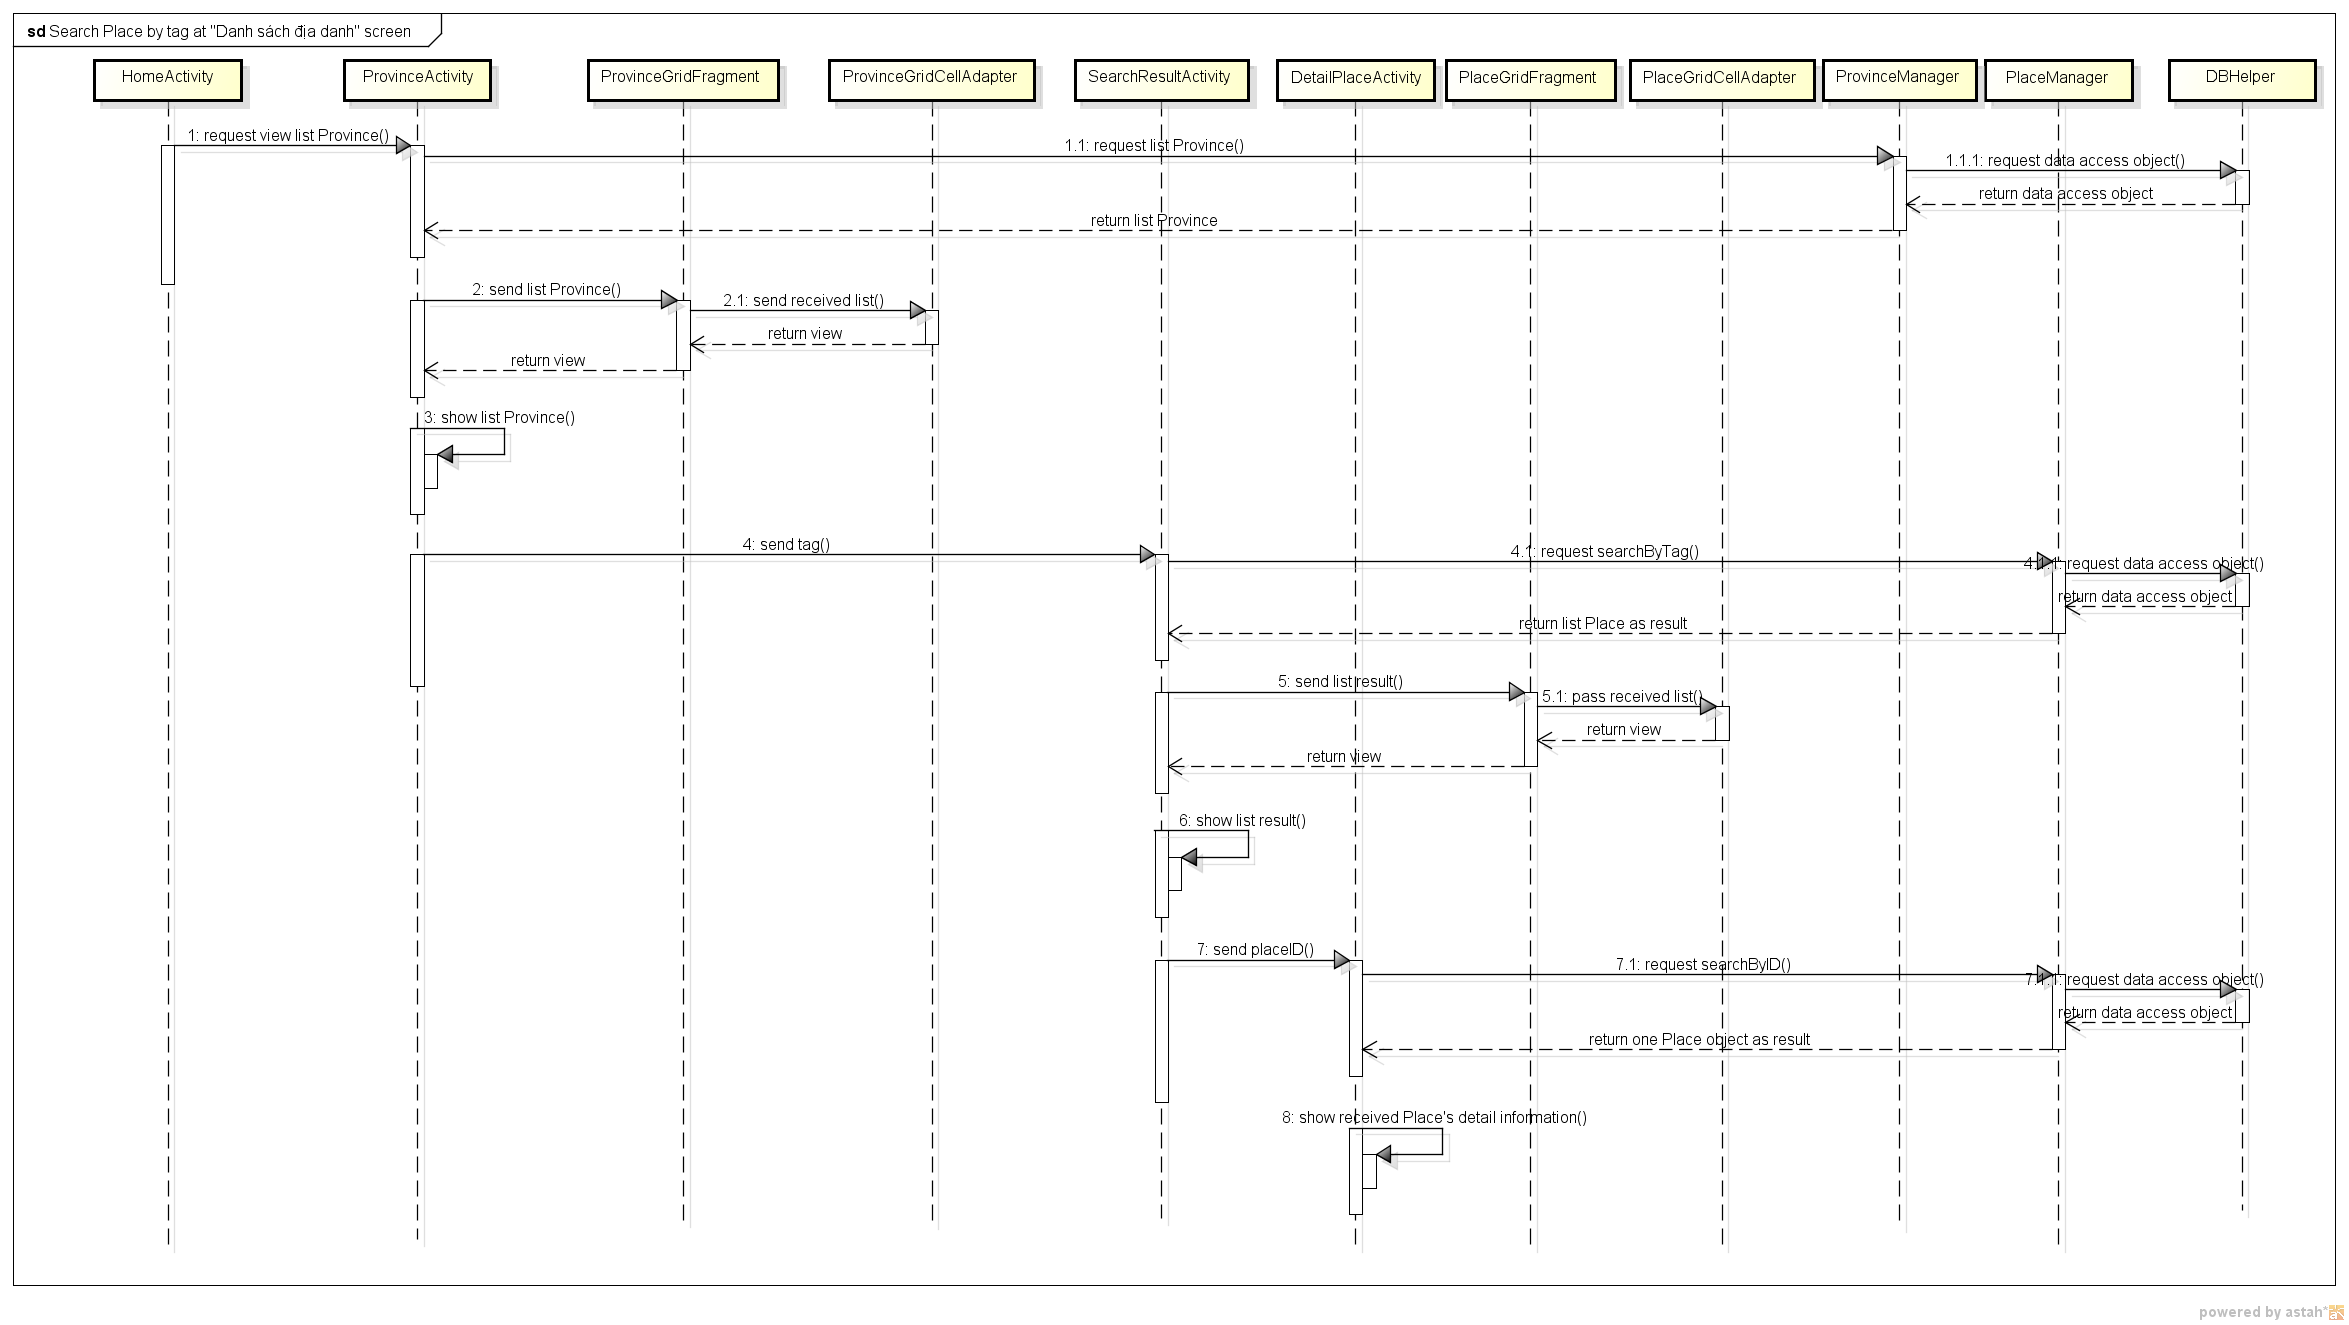 sd Search Place by tag at "Danh sách địa danh" screen
HomeActivity
ProvinceActivity
ProvinceGridFragment
ProvinceGridCellAdapter
SearchResultActivity
DetailPlaceActivity
PlaceGridFragment
PlaceGridCellAdapter
ProvinceManager
PlaceManager
DBHelper
1: request view list Province()
1.1: request list Province()
1.1.1: request data access object()
return data access object
return list Province
2: send list Province()
2.1: send received list()
return view
return view
3: show list Province()
4: send tag()
4.1: request searchByTag()
4.1.1: request data access object()
return data access object
return list Place as result
5: send list result()
5.1: pass received list()
return view
return view
6: show list result()
7: send placeID()
7.1: request searchByID()
7.1.1: request data access object()
return data access object
return one Place object as result
8: show received Place's detail information()
powered by astah*